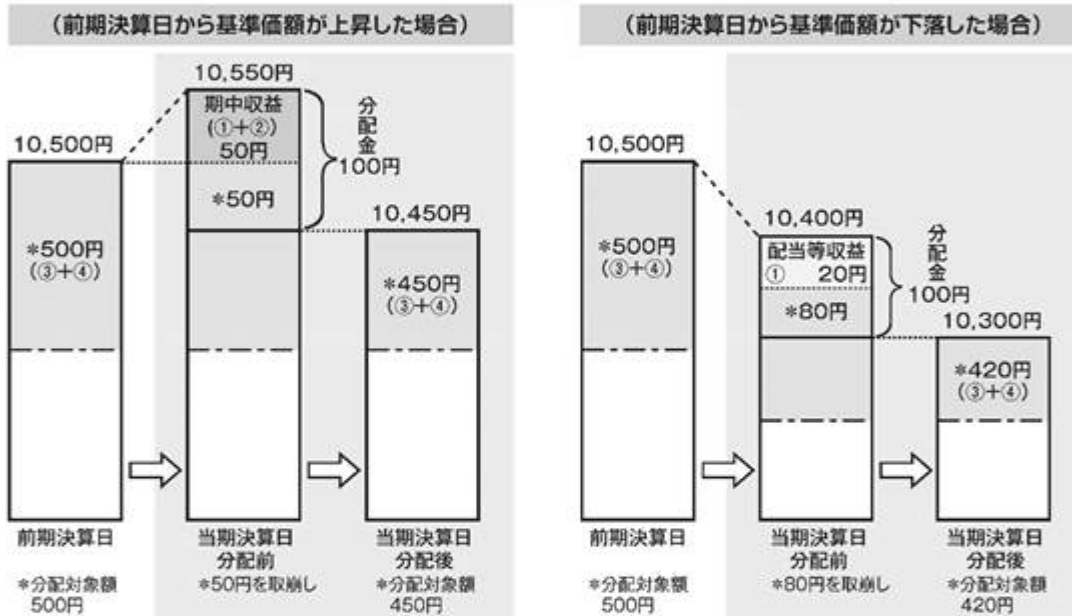 （前期決算日から基準価額が上昇した場合）
10,550円
期中収益
(①+②)
50円
*50円
分配金
100円
10,500円
*500円
(③+④)
10,450円
*450円
(③+④)
前期決算日
*分配対象額
500円
当期決算日
分配前
*50円を取崩し
当期決算日
分配後
*分配対象額
450円
（前期決算日から基準価額が下落した場合）
10,500円
*500円
(③+④)
10,400円
配当等収益
① 20円
*80円
分配金
100円
10,300円
*420円
(③+④)
前期決算日
*分配対象額
500円
当期決算日
分配前
*80円を取崩し
当期決算日
分配後
*分配対象額
420円